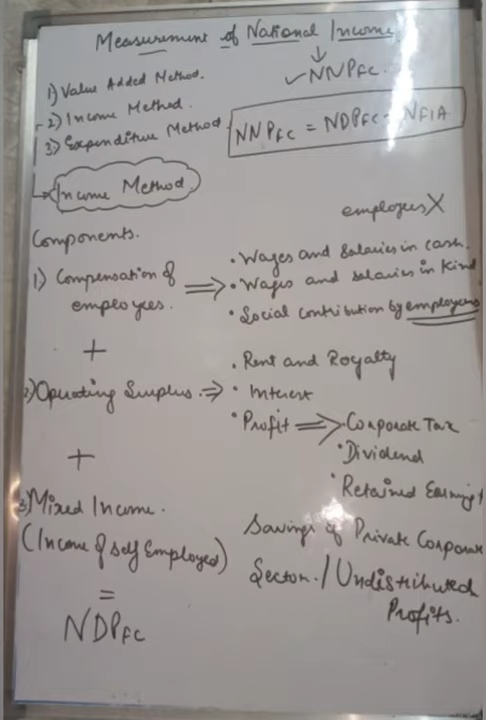 Measurement of National Income
↓
✓NNPFC
1) Value Added Method.
2) Income Method.
3) Expenditure Method
NNPFC = NDPFC - NFIA
Income Method
employees X
Components.
1) Compensation of employees. ⇒
• Wages and Salaries in cash.
• Wages and salaries in kind
• Social contribution by employers
+
2) Operating Surplus. ⇒
• Rent and Royalty
• Interest
• Profit ⇒ • Corporate Tax
• Dividend
• Retained Earnings
+
3) Mixed Income.
(Income of Self Employed)
Savings of Private Corporate
Sector. / Undistributed
Profits.
=
NDPFC